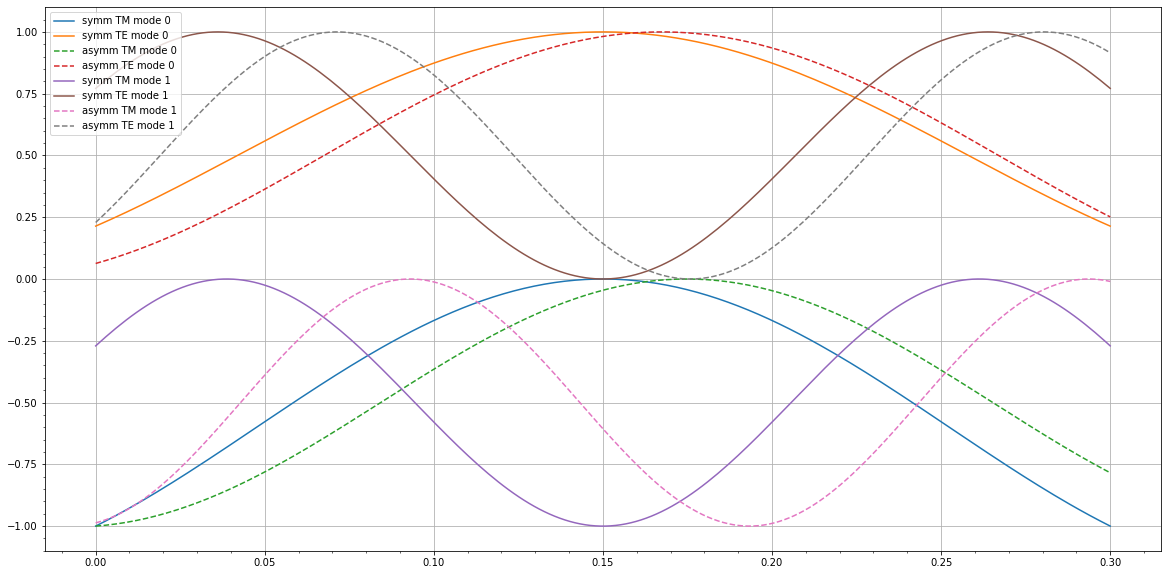 symm TM mode 0
symm TE mode 0
asymm TM mode 0
asymm TE mode 0
symm TM mode 1
symm TE mode 1
asymm TM mode 1
asymm TE mode 1
1.00
0.75
0.50
0.25
0.00
−0.25
−0.50
−0.75
−1.00
0.00 0.05 0.10 0.15 0.20 0.25 0.30